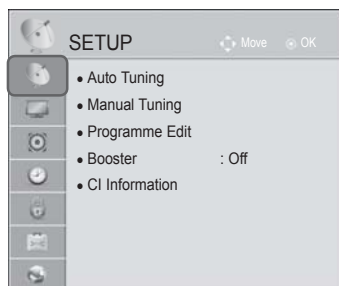 SETUP Move OK
• Auto Tuning
• Manual Tuning
• Programme Edit
• Booster : Off
• CI Information